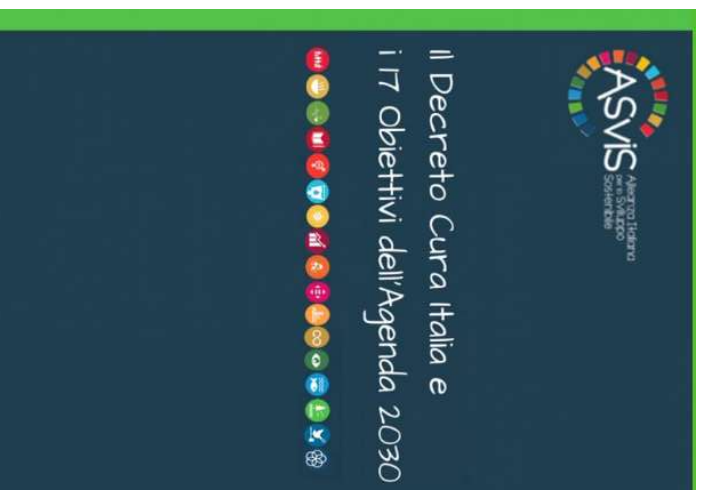 ASviS
Alleanza Italiana
per lo Sviluppo
Sostenibile
Il Decreto Cura Italia e
i 17 Obiettivi dell'Agenda 2030